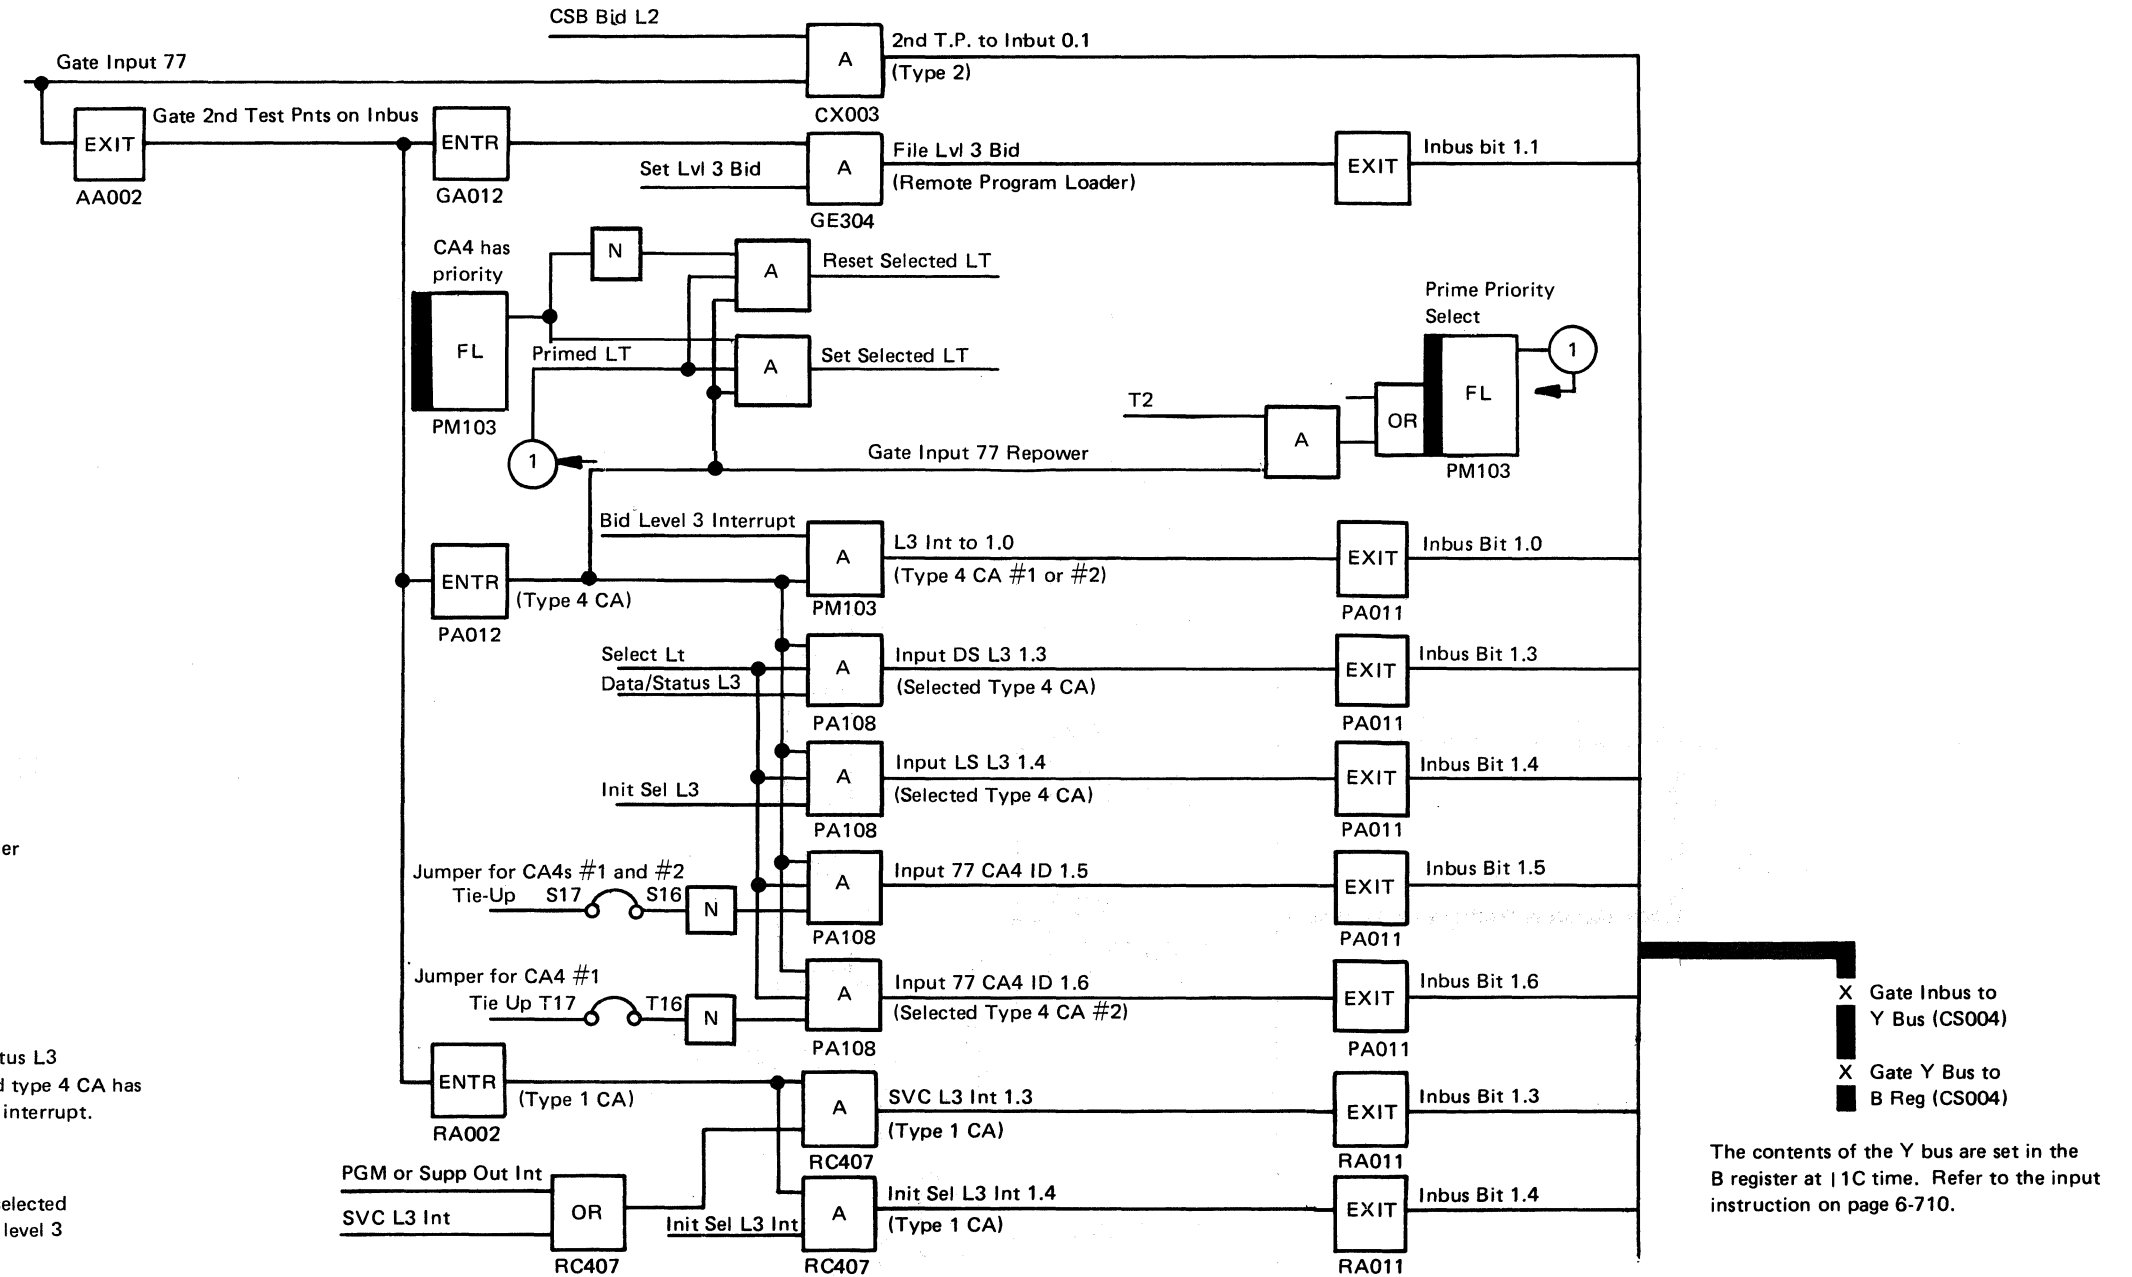 CSB Bid L2
Gate Input 77
A
2nd T.P. to Inbut 0.1
(Type 2)
CX003
EXIT
AA002
Gate 2nd Test Pnts on Inbus
ENTR
GA012
Set Lvl 3 Bid
A
GE304
File Lvl 3 Bid
(Remote Program Loader)
EXIT
Inbus bit 1.1
CA4 has
priority
FL
PM103
N
A
Reset Selected LT
Primed LT
A
Set Selected LT
1
Prime Priority
Select
1
FL
PM103
T2
A
OR
Gate Input 77 Repower
Bid Level 3 Interrupt
A
PM103
L3 Int to 1.0
(Type 4 CA #1 or #2)
EXIT
PA011
Inbus Bit 1.0
ENTR
PA012
(Type 4 CA)
Select Lt
Data/Status L3
A
PA108
Input DS L3 1.3
(Selected Type 4 CA)
EXIT
PA011
Inbus Bit 1.3
Init Sel L3
A
PA108
Input LS L3 1.4
(Selected Type 4 CA)
EXIT
PA011
Inbus Bit 1.4
er
Jumper for CA4s #1 and #2
Tie-Up S17 S16
N
A
PA108
Input 77 CA4 ID 1.5
EXIT
PA011
Inbus Bit 1.5
Jumper for CA4 #1
Tie Up T17 T16
N
A
PA108
Input 77 CA4 ID 1.6
(Selected Type 4 CA #2)
EXIT
PA011
Inbus Bit 1.6
X Gate Inbus to
Y Bus (CS004)
X Gate Y Bus to
B Reg (CS004)
tus L3
d type 4 CA has
interrupt.
ENTR
RA002
(Type 1 CA)
A
RC407
SVC L3 Int 1.3
(Type 1 CA)
EXIT
RA011
Inbus Bit 1.3
PGM or Supp Out Int
SVC L3 Int
OR
RC407
Init Sel L3 Int
A
RC407
Init Sel L3 Int 1.4
(Type 1 CA)
EXIT
RA011
Inbus Bit 1.4
The contents of the Y bus are set in the
B register at | 1C time. Refer to the input
instruction on page 6-710.
selected
level 3